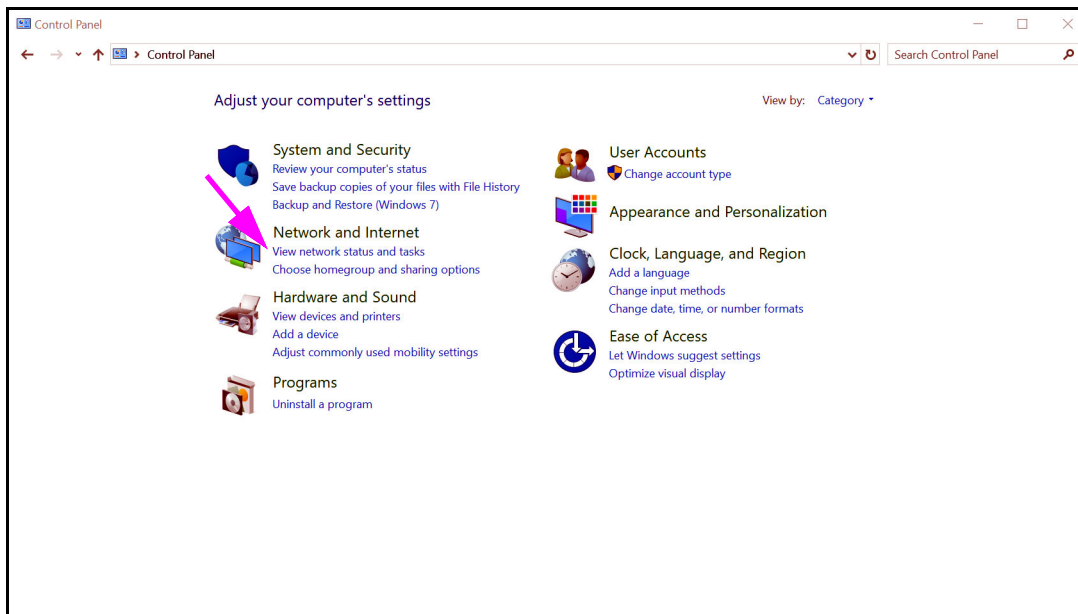 Control Panel
Control Panel
Search Control Panel
Adjust your computer's settings
View by: Category
System and Security
Review your computer's status
Save backup copies of your files with File History
Backup and Restore (Windows 7)
Network and Internet
View network status and tasks
Choose homegroup and sharing options
Hardware and Sound
View devices and printers
Add a device
Adjust commonly used mobility settings
Programs
Uninstall a program
User Accounts
Change account type
Appearance and Personalization
Clock, Language, and Region
Add a language
Change input methods
Change date, time, or number formats
Ease of Access
Let Windows suggest settings
Optimize visual display